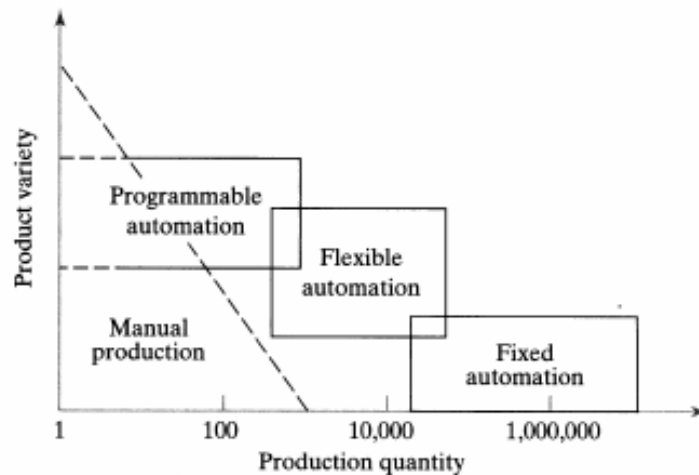 Product variety
Programmable
automation
Flexible
automation
Manual
production
Fixed
automation
1
100
10,000
1,000,000
Production quantity